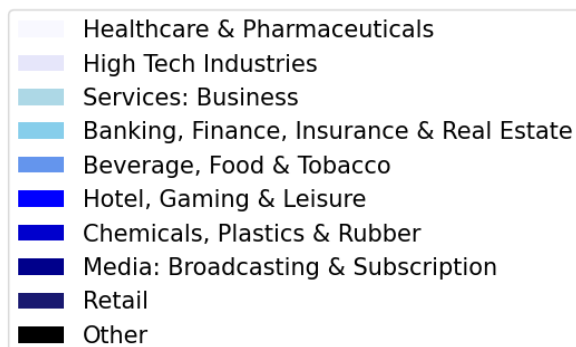 Healthcare & Pharmaceuticals
High Tech Industries
Services: Business
Banking, Finance, Insurance & Real Estate
Beverage, Food & Tobacco
Hotel, Gaming & Leisure
Chemicals, Plastics & Rubber
Media: Broadcasting & Subscription
Retail
Other